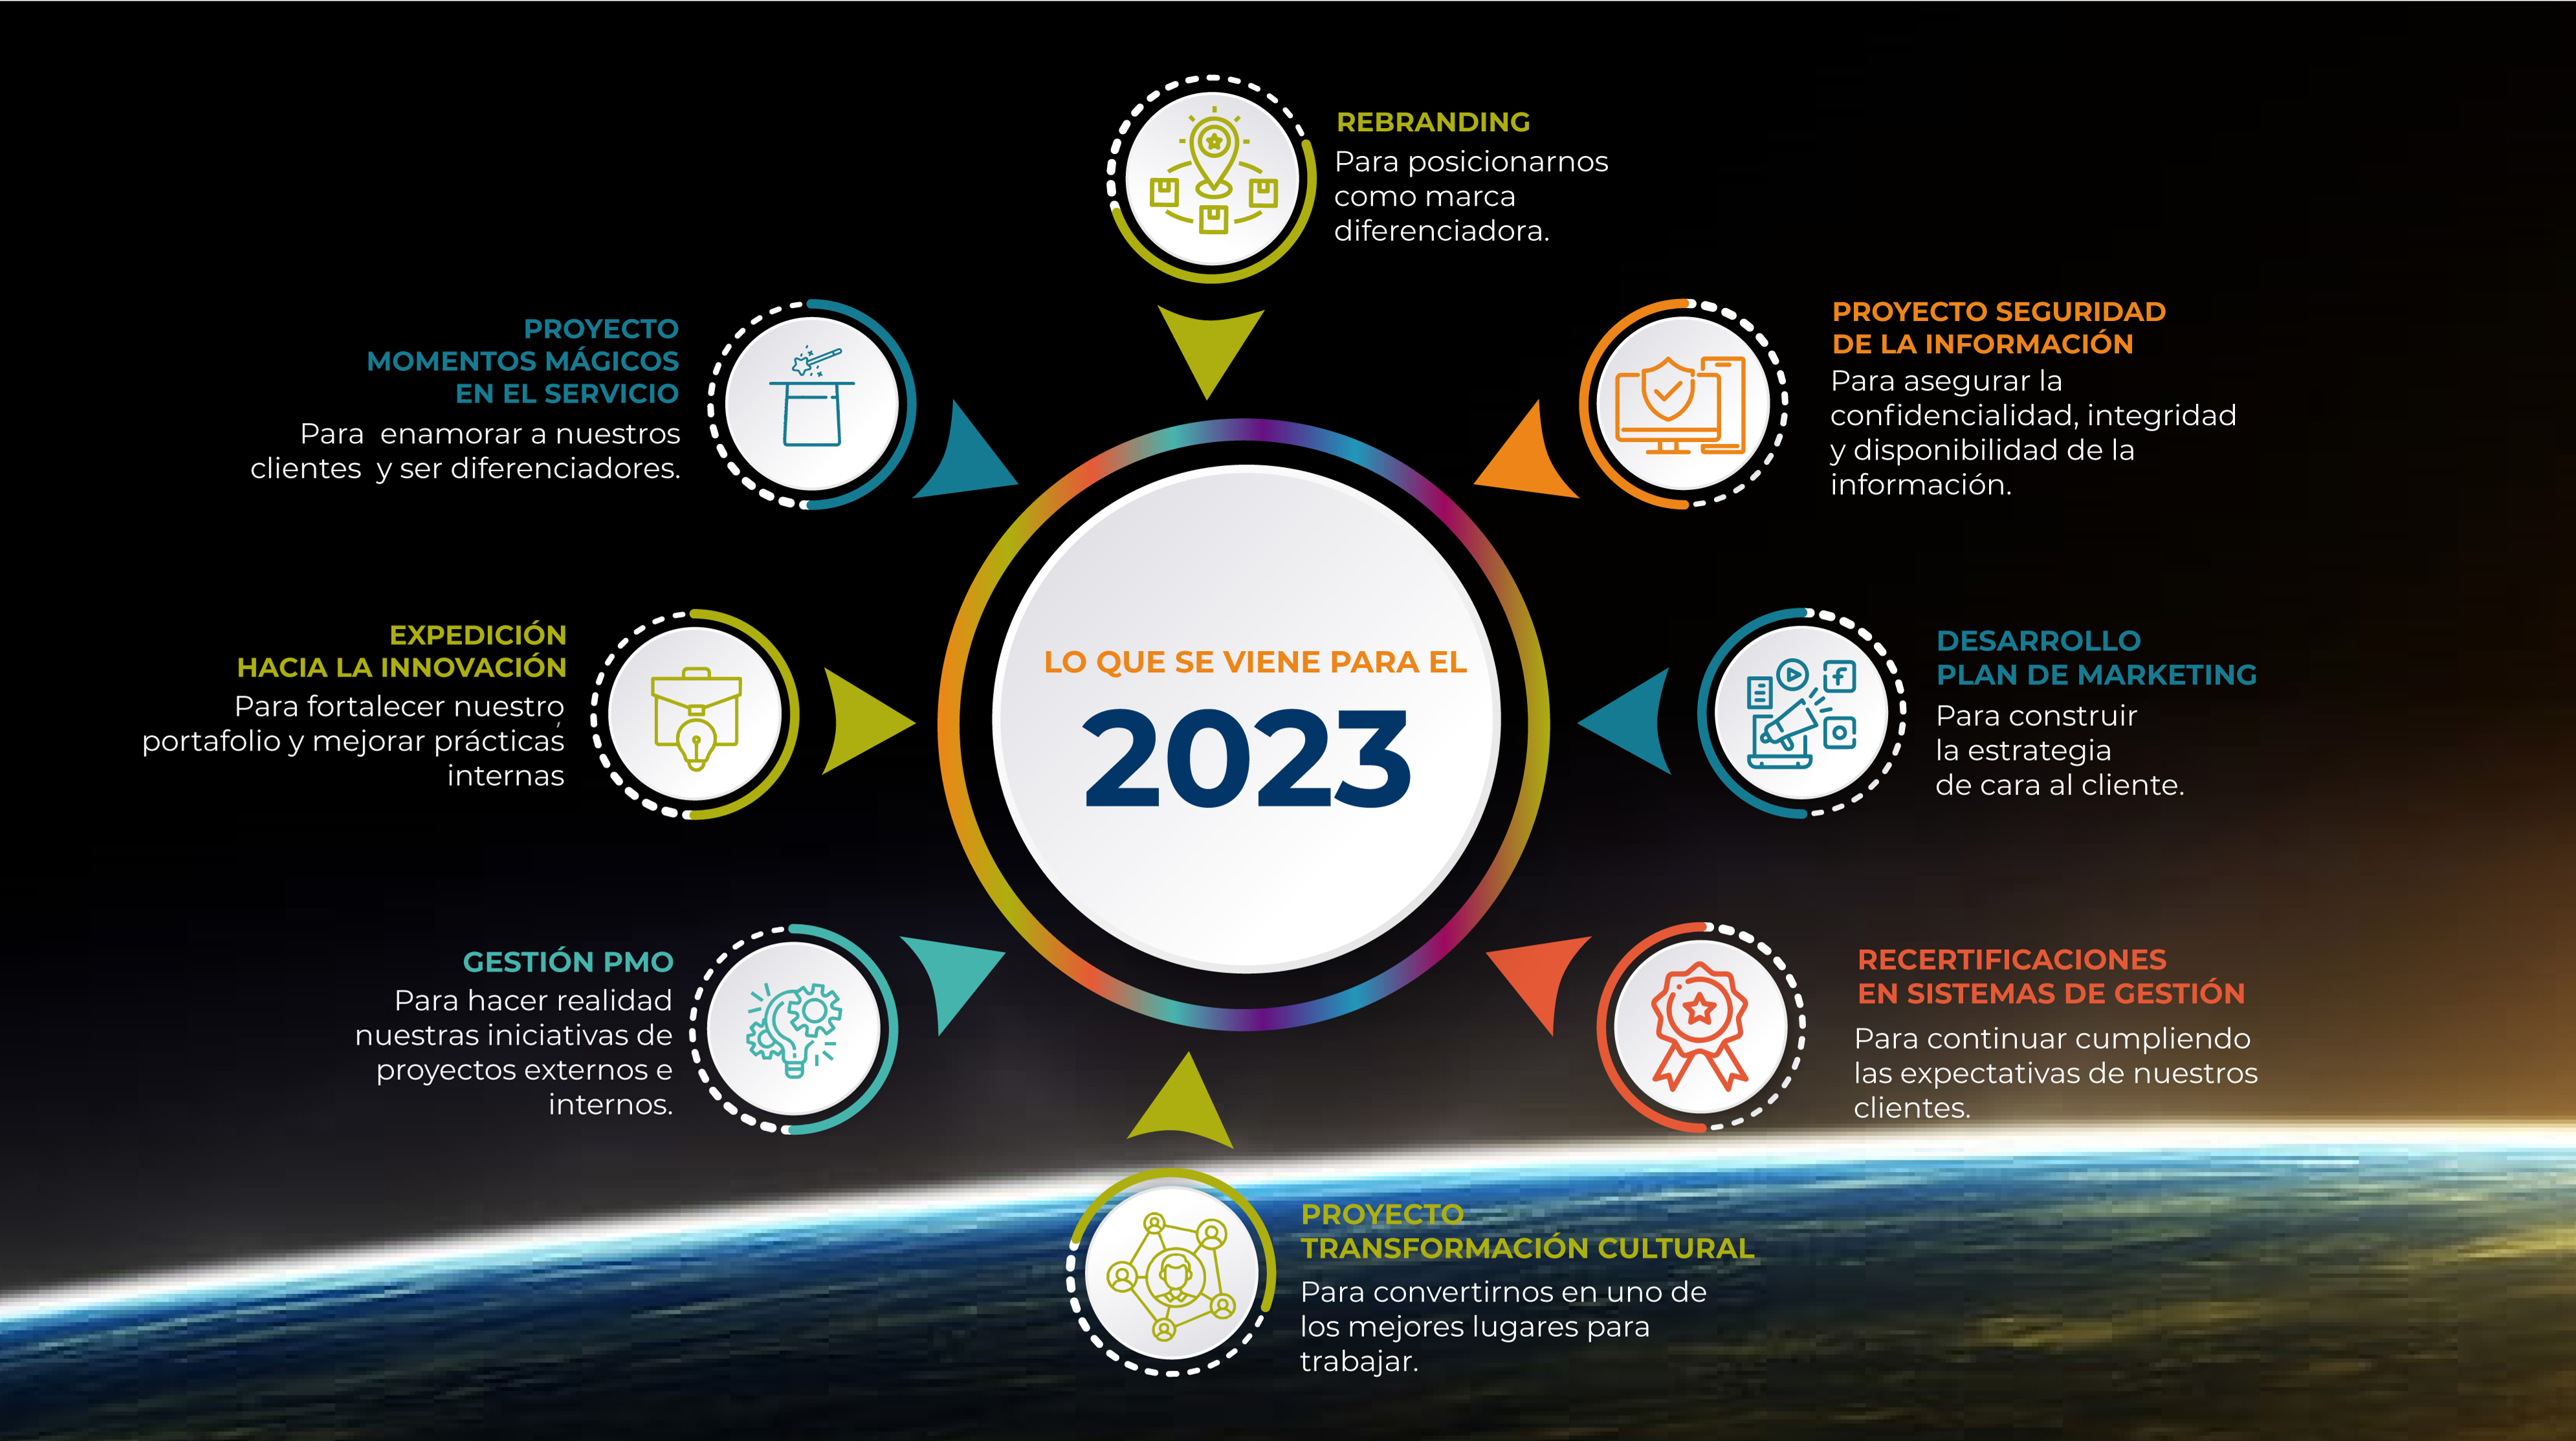 REBRANDING
Para posicionarnos
como marca
diferenciadora.
PROYECTO SEGURIDAD
DE LA INFORMACIÓN
Para asegurar la
confidencialidad, integridad
y disponibilidad de la
información.
DESARROLLO
PLAN DE MARKETING
Para construir
la estrategia
de cara al cliente.
RECERTIFICACIONES
EN SISTEMAS DE GESTIÓN
Para continuar cumpliendo
las expectativas de nuestros
clientes.
PROYECTO
TRANSFORMACIÓN CULTURAL
Para convertirnos en uno de
los mejores lugares para
trabajar.
GESTIÓN PMO
Para hacer realidad
nuestras iniciativas de
proyectos externos e
internos.
EXPEDICIÓN
HACIA LA INNOVACIÓN
Para fortalecer nuestro
portafolio y mejorar prácticas
internas
PROYECTO
MOMENTOS MÁGICOS
EN EL SERVICIO
Para enamorar a nuestros
clientes y ser diferenciadores.
LO QUE SE VIENE PARA EL
2023